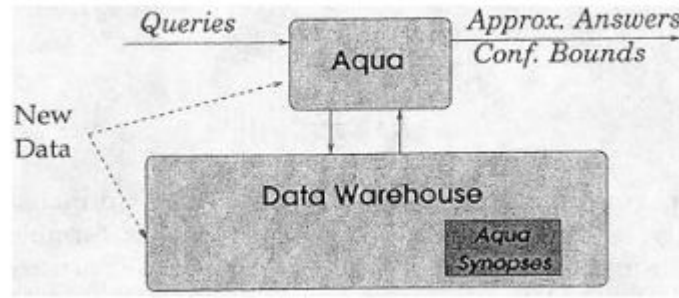 Queries
Approx. Answers
Conf. Bounds
Aqua
New
Data
Data Warehouse
Aqua
Synopses